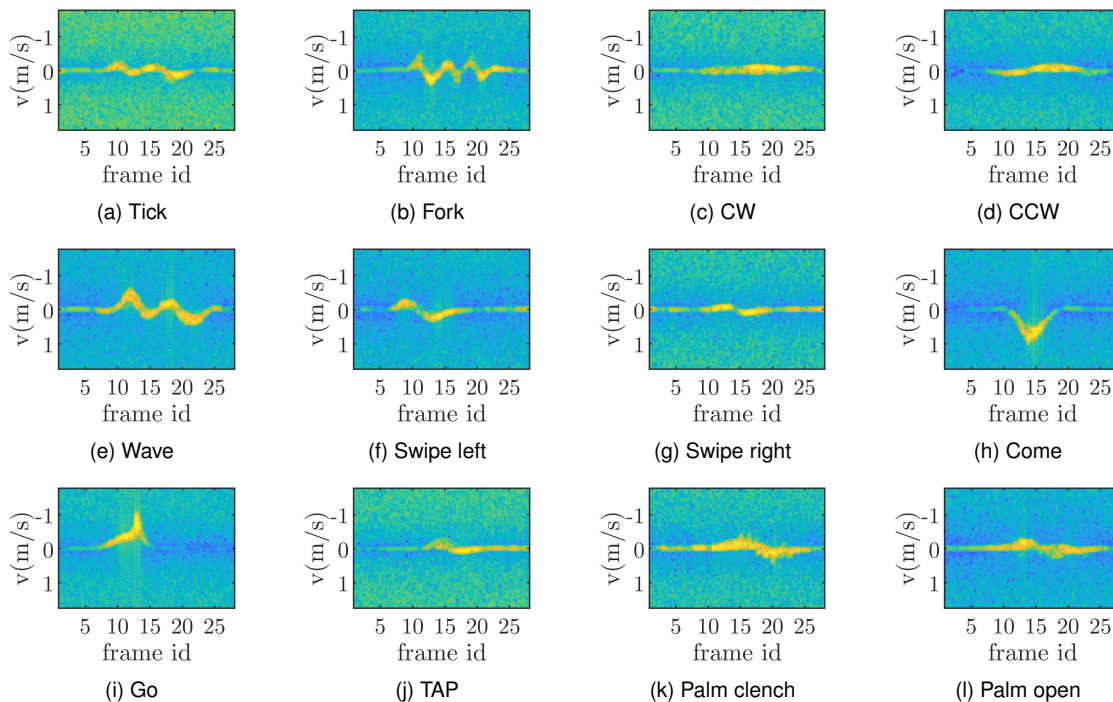 v(m/s)
-1
0
1
5 10 15 20 25
frame id
(a) Tick
v(m/s)
-1
0
1
5 10 15 20 25
frame id
(b) Fork
v(m/s)
-1
0
1
5 10 15 20 25
frame id
(c) CW
v(m/s)
-1
0
1
5 10 15 20 25
frame id
(d) CCW
v(m/s)
-1
0
1
5 10 15 20 25
frame id
(e) Wave
v(m/s)
-1
0
1
5 10 15 20 25
frame id
(f) Swipe left
v(m/s)
-1
0
1
5 10 15 20 25
frame id
(g) Swipe right
v(m/s)
-1
0
1
5 10 15 20 25
frame id
(h) Come
v(m/s)
-1
0
1
5 10 15 20 25
frame id
(i) Go
v(m/s)
-1
0
1
5 10 15 20 25
frame id
(j) TAP
v(m/s)
-1
0
1
5 10 15 20 25
frame id
(k) Palm clench
v(m/s)
-1
0
1
5 10 15 20 25
frame id
(l) Palm open